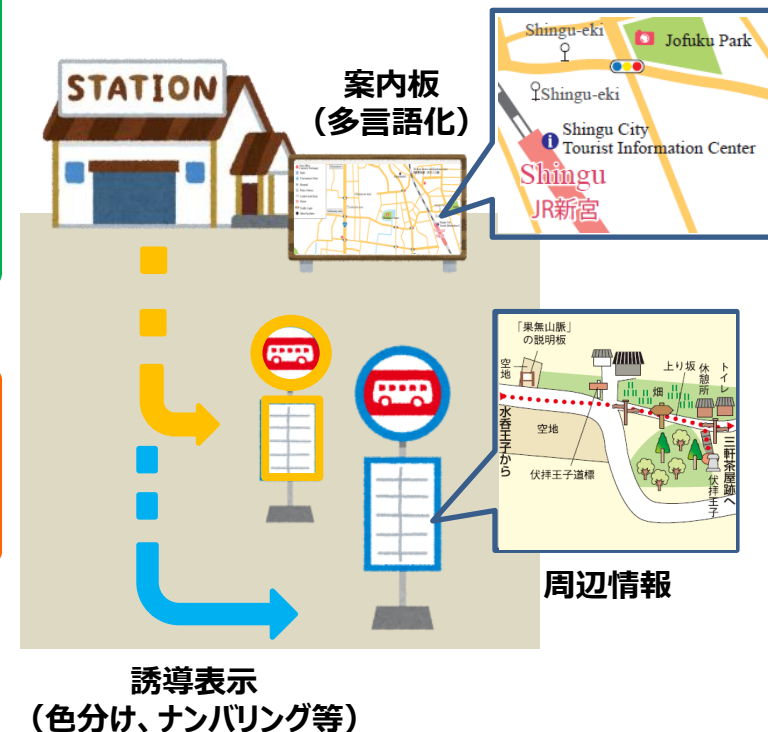 STATION
案内板
（多言語化）
Shingu-eki
Jofuku Park
Shingu-eki
Shingu City
Tourist Information Center
Shingu
JR新宮
「果無山脈」
の説明板
空地
上り坂
休憩所
トイレ
畑
水呑王子から
空地
伏拝王子道標
伏拝王子
三軒茶屋跡へ
周辺情報
誘導表示
（色分け、ナンバリング等）